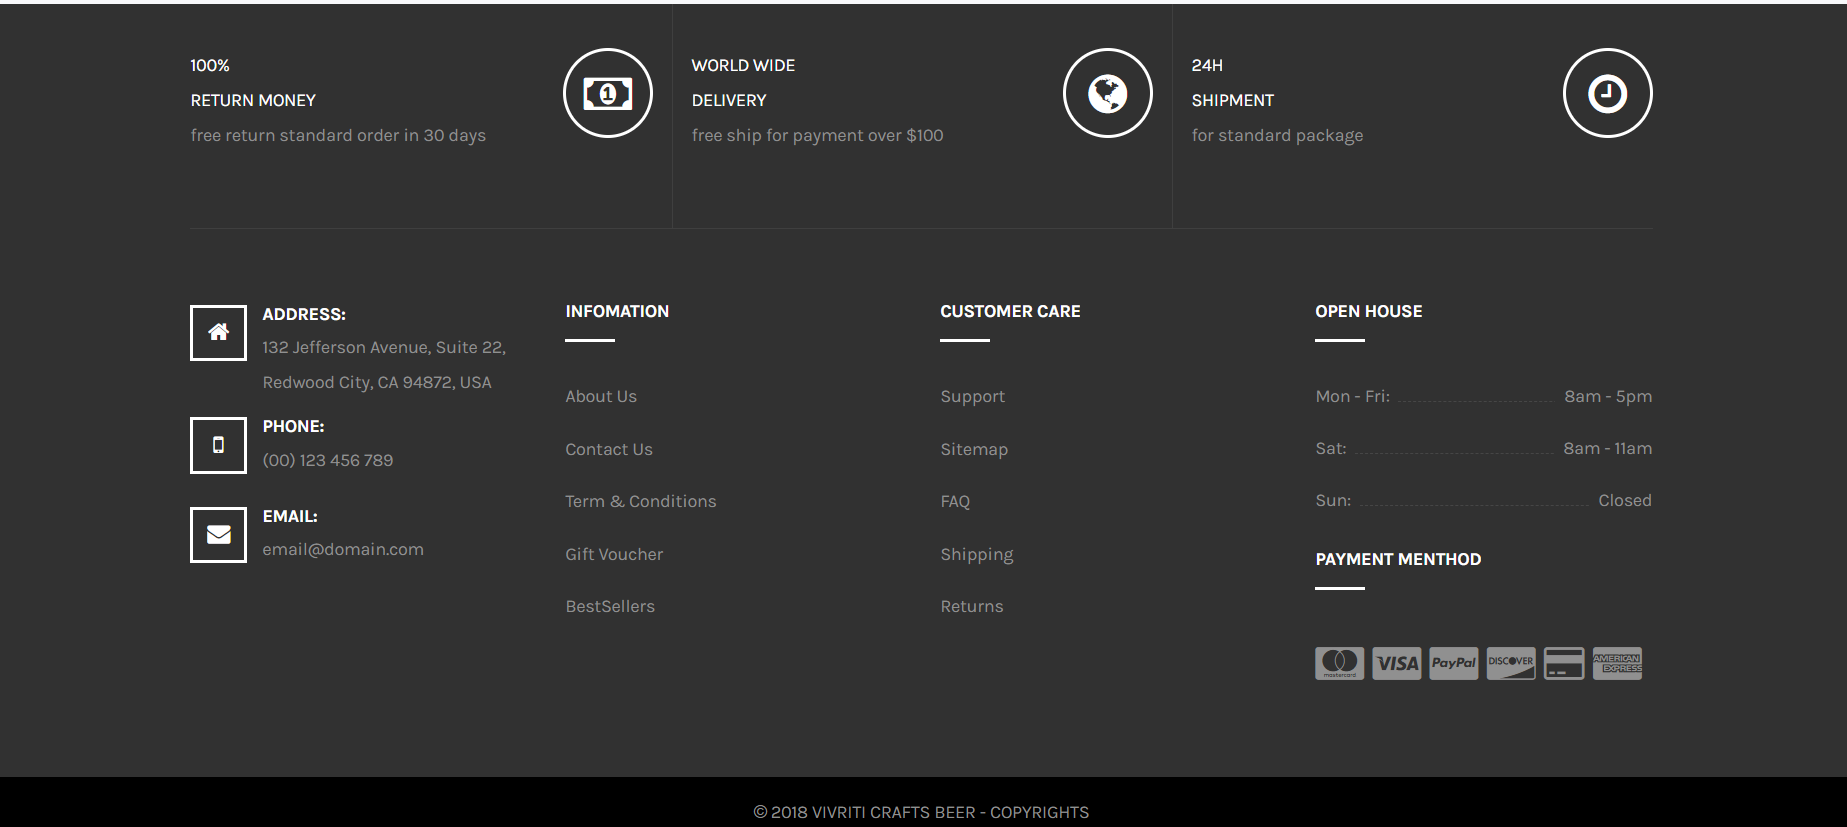 100%
RETURN MONEY
free return standard order in 30 days
1
WORLD WIDE
DELIVERY
free ship for payment over $100
24H
SHIPMENT
for standard package
ADDRESS:
132 Jefferson Avenue, Suite 22,
Redwood City, CA 94872, USA
PHONE:
(00) 123 456 789
EMAIL:
email@domain.com
INFOMATION
About Us
Contact Us
Term & Conditions
Gift Voucher
BestSellers
CUSTOMER CARE
Support
Sitemap
FAQ
Shipping
Returns
OPEN HOUSE
Mon - Fri: 8am - 5pm
Sat: 8am - 11am
Sun: Closed
PAYMENT MENTHOD
mastercard VISA PayPal DISCOVER AMERICAN EXPRESS
© 2018 VIVRITI CRAFTS BEER - COPYRIGHTS